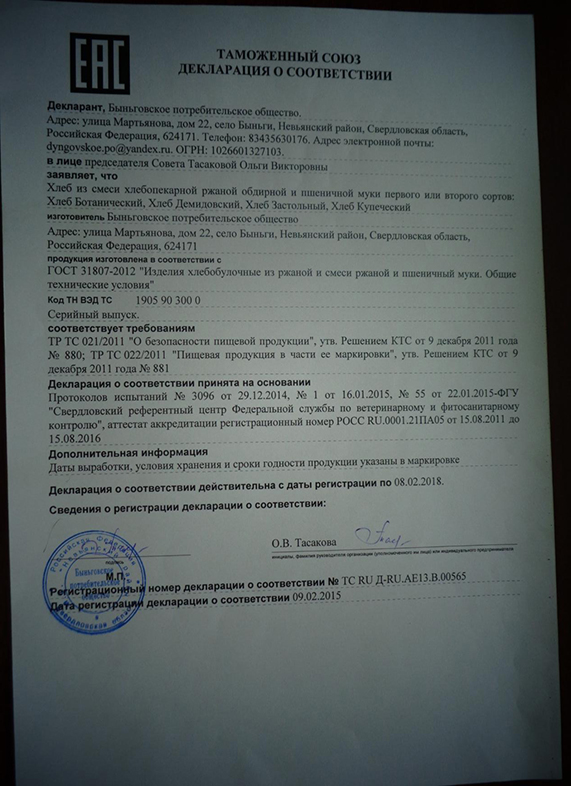 EAC
ТАМОЖЕННЫЙ СОЮЗ
ДЕКЛАРАЦИЯ О СООТВЕТСТВИИ
Декларант, Быньговское потребительское общество.
Адрес: улица Мартьянова, дом 22, село Быньги, Невьянский район, Свердловская область,
Российская Федерация, 624171. Телефон: 83435630176. Адрес электронной почты:
dyngovskoe.po@yandex.ru. ОГРН: 1026601327103.
в лице председателя Совета Тасаковой Ольги Викторовны
заявляет, что
Хлеб из смеси хлебопекарной ржаной обдирной и пшеничной муки первого или второго сортов:
Хлеб Ботанический, Хлеб Демидовский, Хлеб Застольный, Хлеб Купеческий
изготовитель Быньговское потребительское общество
Адрес: улица Мартьянова, дом 22, село Быньги, Невьянский район, Свердловская область,
Российская Федерация, 624171
продукция изготовлена в соответствии с
ГОСТ 31807-2012 "Изделия хлебобулочные из ржаной и смеси ржаной и пшеничный муки. Общие
технические условия"
Код ТН ВЭД ТС 1905 90 300 0
Серийный выпуск.
соответствует требованиям
ТР ТС 021/2011 "О безопасности пищевой продукции", утв. Решением КТС от 9 декабря 2011 года
№ 880; ТР ТС 022/2011 "Пищевая продукция в части ее маркировки", утв. Решением КТС от 9
декабря 2011 года № 881
Декларация о соответствии принята на основании
Протоколов испытаний № 3096 от 29.12.2014, № 1 от 16.01.2015, № 55 от 22.01.2015-ФГУ
"Свердловский референтный центр Федеральной службы по ветеринарному и фитосанитарному
контролю", аттестат аккредитации регистрационный номер РОСС RU.0001.21ПА05 от 15.08.2011 до
15.08.2016
Дополнительная информация
Даты выработки, условия хранения и сроки годности продукции указаны в маркировке
Декларация о соответствии действительна с даты регистрации по 08.02.2018.
Сведения о регистрации декларации о соответствии:
О.В. Тасакова
подпись
инициалы, фамилия руководителя организации (уполномоченного им лица) или индивидуального предпринимателя
М.П.
Быньговское
потребительское
общество
Регистрационный номер декларации о соответствии № ТС RU Д-RU.АЕ13.В.00565
Дата регистрации декларации о соответствии 09.02.2015